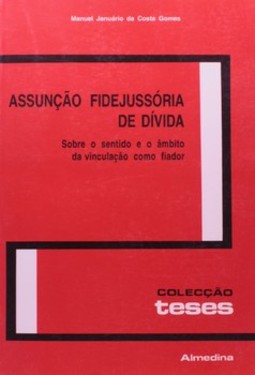 Manuel Januário da Costa Gomes
ASSUNÇÃO FIDEJUSSÓRIA
DE DÍVIDA
Sobre o sentido e o âmbito
da vinculação como fiador
COLECÇÃO
teses
Almedina